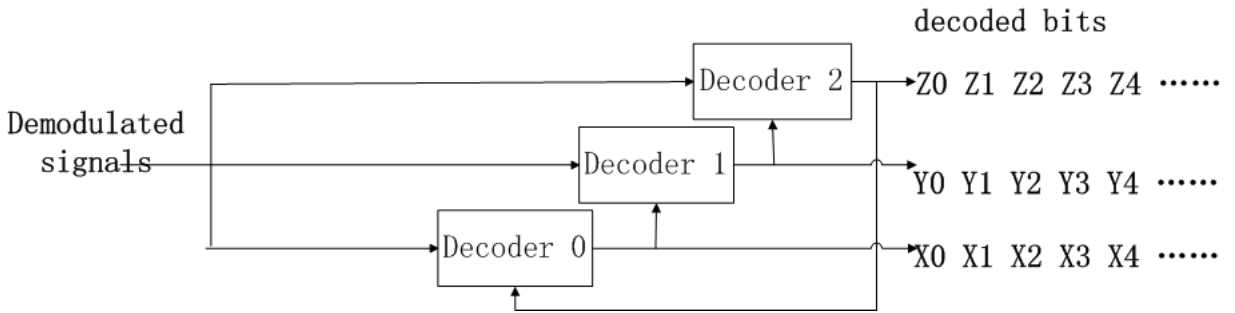 decoded bits
Decoder 2
Z0 Z1 Z2 Z3 Z4 ……
Demodulated
signals
Decoder 1
Y0 Y1 Y2 Y3 Y4 ……
Decoder 0
X0 X1 X2 X3 X4 ……